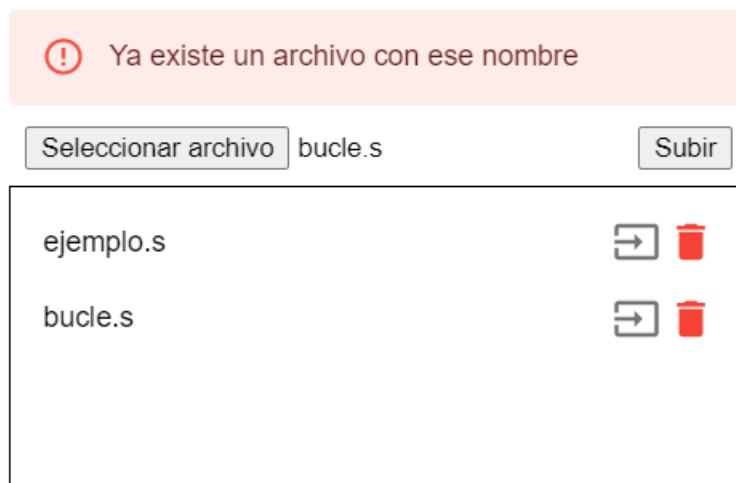 Ya existe un archivo con ese nombre
Seleccionar archivo bucle.s Subir
ejemplo.s
bucle.s